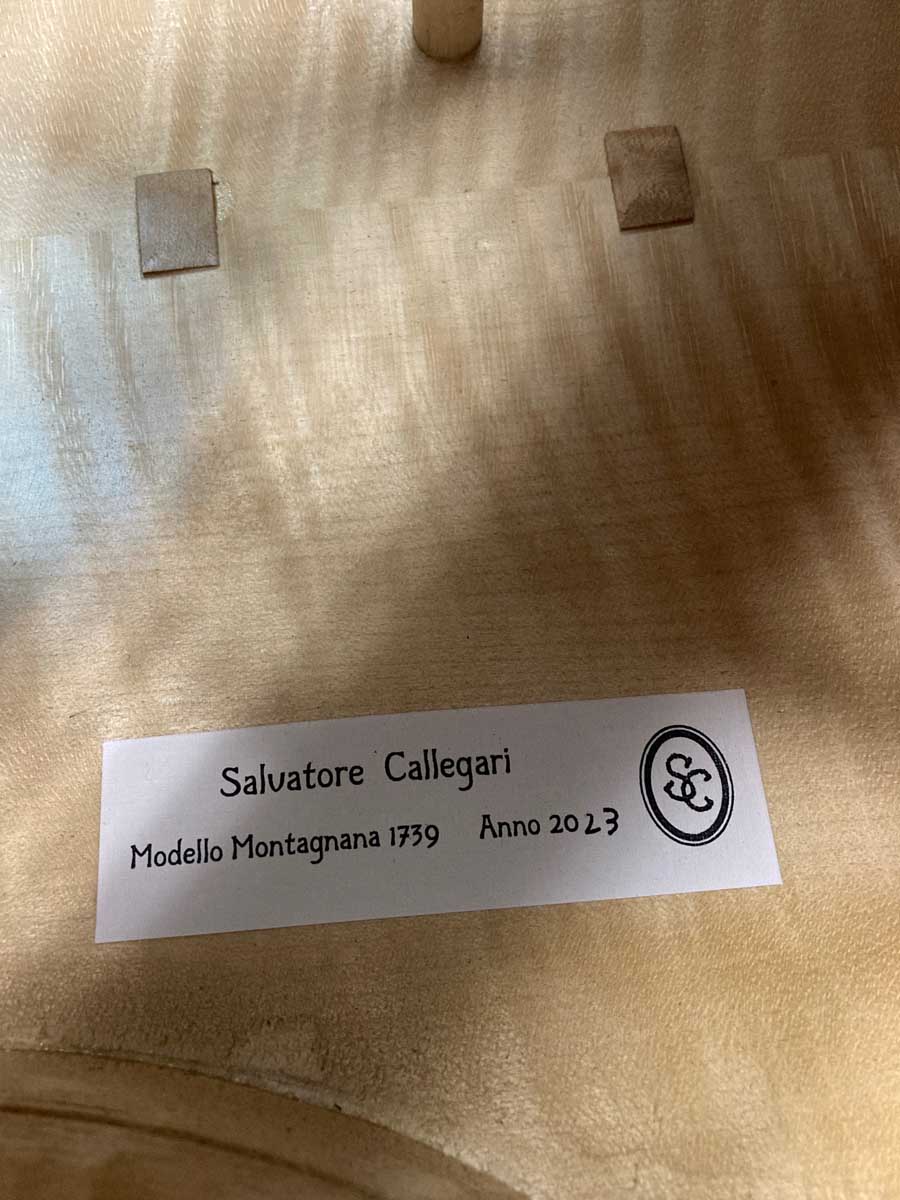 Salvatore Callegari
Modello Montagnana 1739 Anno 2023
SC